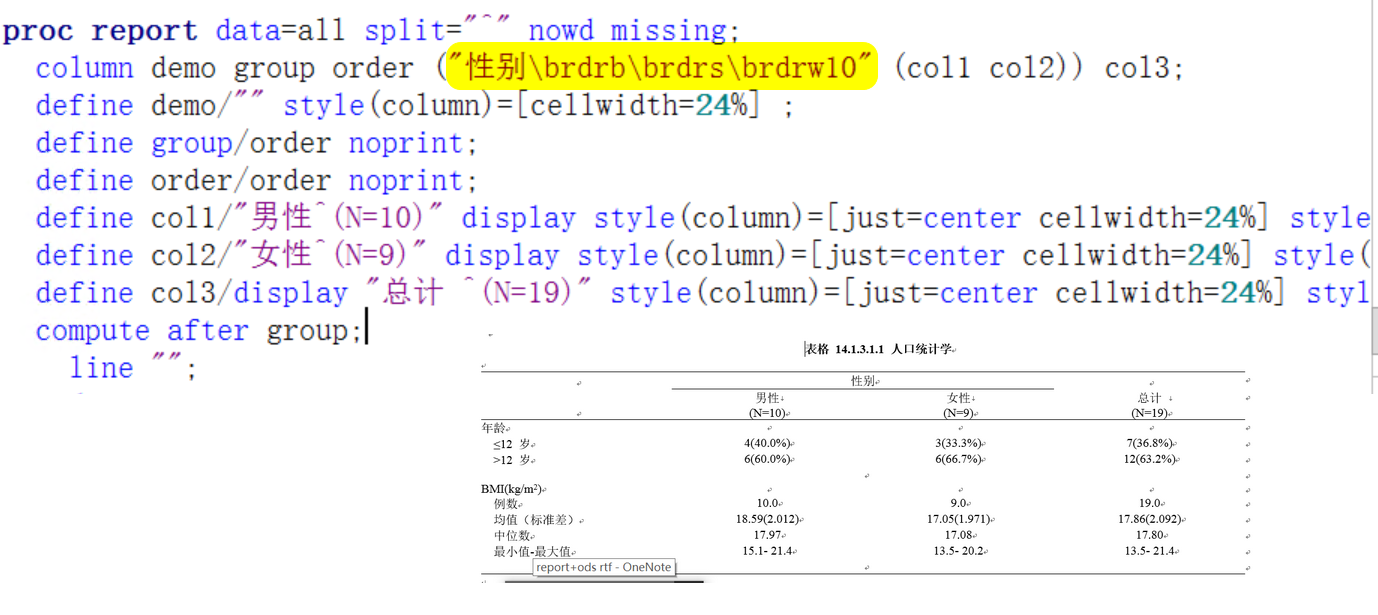 proc report data=all split="^" nowd missing;
column demo group order ("性别\brdrb\brdrs\brdrw10" (col1 col2)) col3;
define demo/"" style(column)=[cellwidth=24%] ;
define group/order noprint;
define order/order noprint;
define col1/"男性^(N=10)" display style(column)=[just=center cellwidth=24%] style
define col2/"女性^(N=9)" display style(column)=[just=center cellwidth=24%] style(
define col3/display "总计 ^(N=19)" style(column)=[just=center cellwidth=24%] styl
compute after group;
line "";
表格 14.1.3.1.1 人口统计学
性别
男性 女性 总计
(N=10) (N=9) (N=19)
年龄
≤12 岁 4(40.0%) 3(33.3%) 7(36.8%)
>12 岁 6(60.0%) 6(66.7%) 12(63.2%)
BMI(kg/m²)
例数 10.0 9.0 19.0
均值（标准差） 18.59(2.012) 17.05(1.971) 17.86(2.092)
中位数 17.97 17.08 17.80
最小值-最大值 15.1- 21.4 13.5- 20.2 13.5- 21.4
report+ods rtf - OneNote